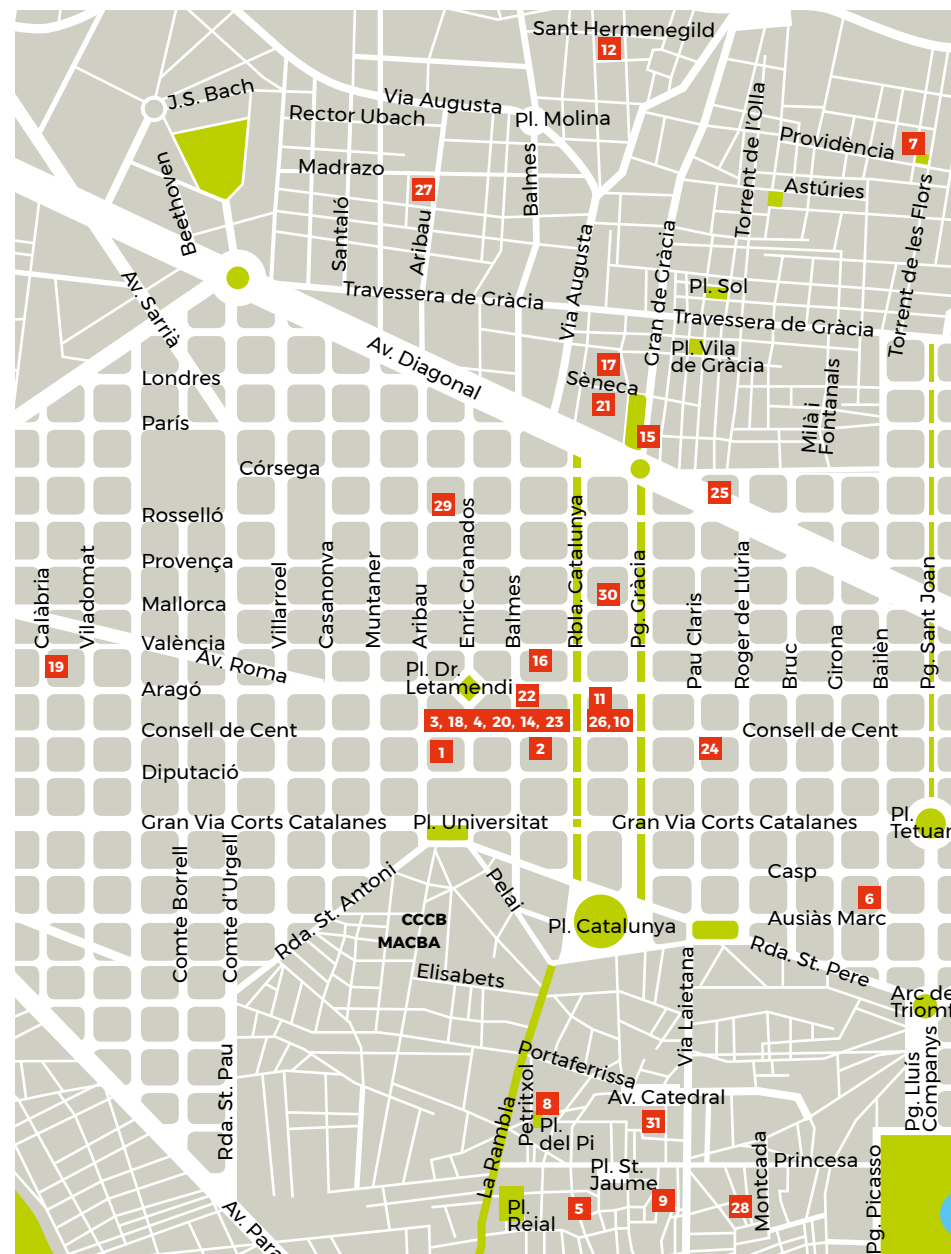 Sant Hermenegild
12
J.S. Bach
Via Augusta
Rector Ubach
Pl. Molina
Torrent de l'Olla
Providència
7
Madrazo
27
Astúries
Beethoven
Santaló
Aribau
Balmes
Via Augusta
Gran de Gràcia
Torrent de les Flors
Av. Sarrià
Travessera de Gràcia
Pl. Sol
Travessera de Gràcia
Av. Diagonal
17
Pl. Vila
de Gràcia
Londres
Sèneca
21
París
15
Milà i
Fontanals
Córsega
29
25
Rosselló
Provença
Mallorca
València
Calàbria
Viladomat
Villarroel
Casanonva
Muntaner
Aribau
Enric Granados
Balmes
Rbla. Catalunya
30
Pg. Gràcia
Pau Claris
Roger de Llúria
Bruc
Girona
Bailèn
Pg. Sant Joan
19
Av. Roma
Pl. Dr.
Letamendi
16
Aragó
22
11
3, 18, 4, 20, 14, 23
26, 10
Consell de Cent
Consell de Cent
1
2
24
Diputació
Gran Via Corts Catalanes
Pl. Universitat
Gran Via Corts Catalanes
Pl.
Tetuan
Comte Borrell
Comte d'Urgell
Rda. St. Antoni
Pelai
Casp
6
CCCB
MACBA
Pl. Catalunya
Ausiàs Marc
Elisabets
Rda. St. Pere
Via Laietana
Arc de
Triomf
Rda. St. Pau
Portaferrissa
Pg. Lluís
Companys
La Rambla
Petritxol
8
Av. Catedral
31
Pl.
del Pi
Pl. St.
Jaume
Princesa
Montcada
Pg. Picasso
Av. Para
Pl.
Reial
5
9
28